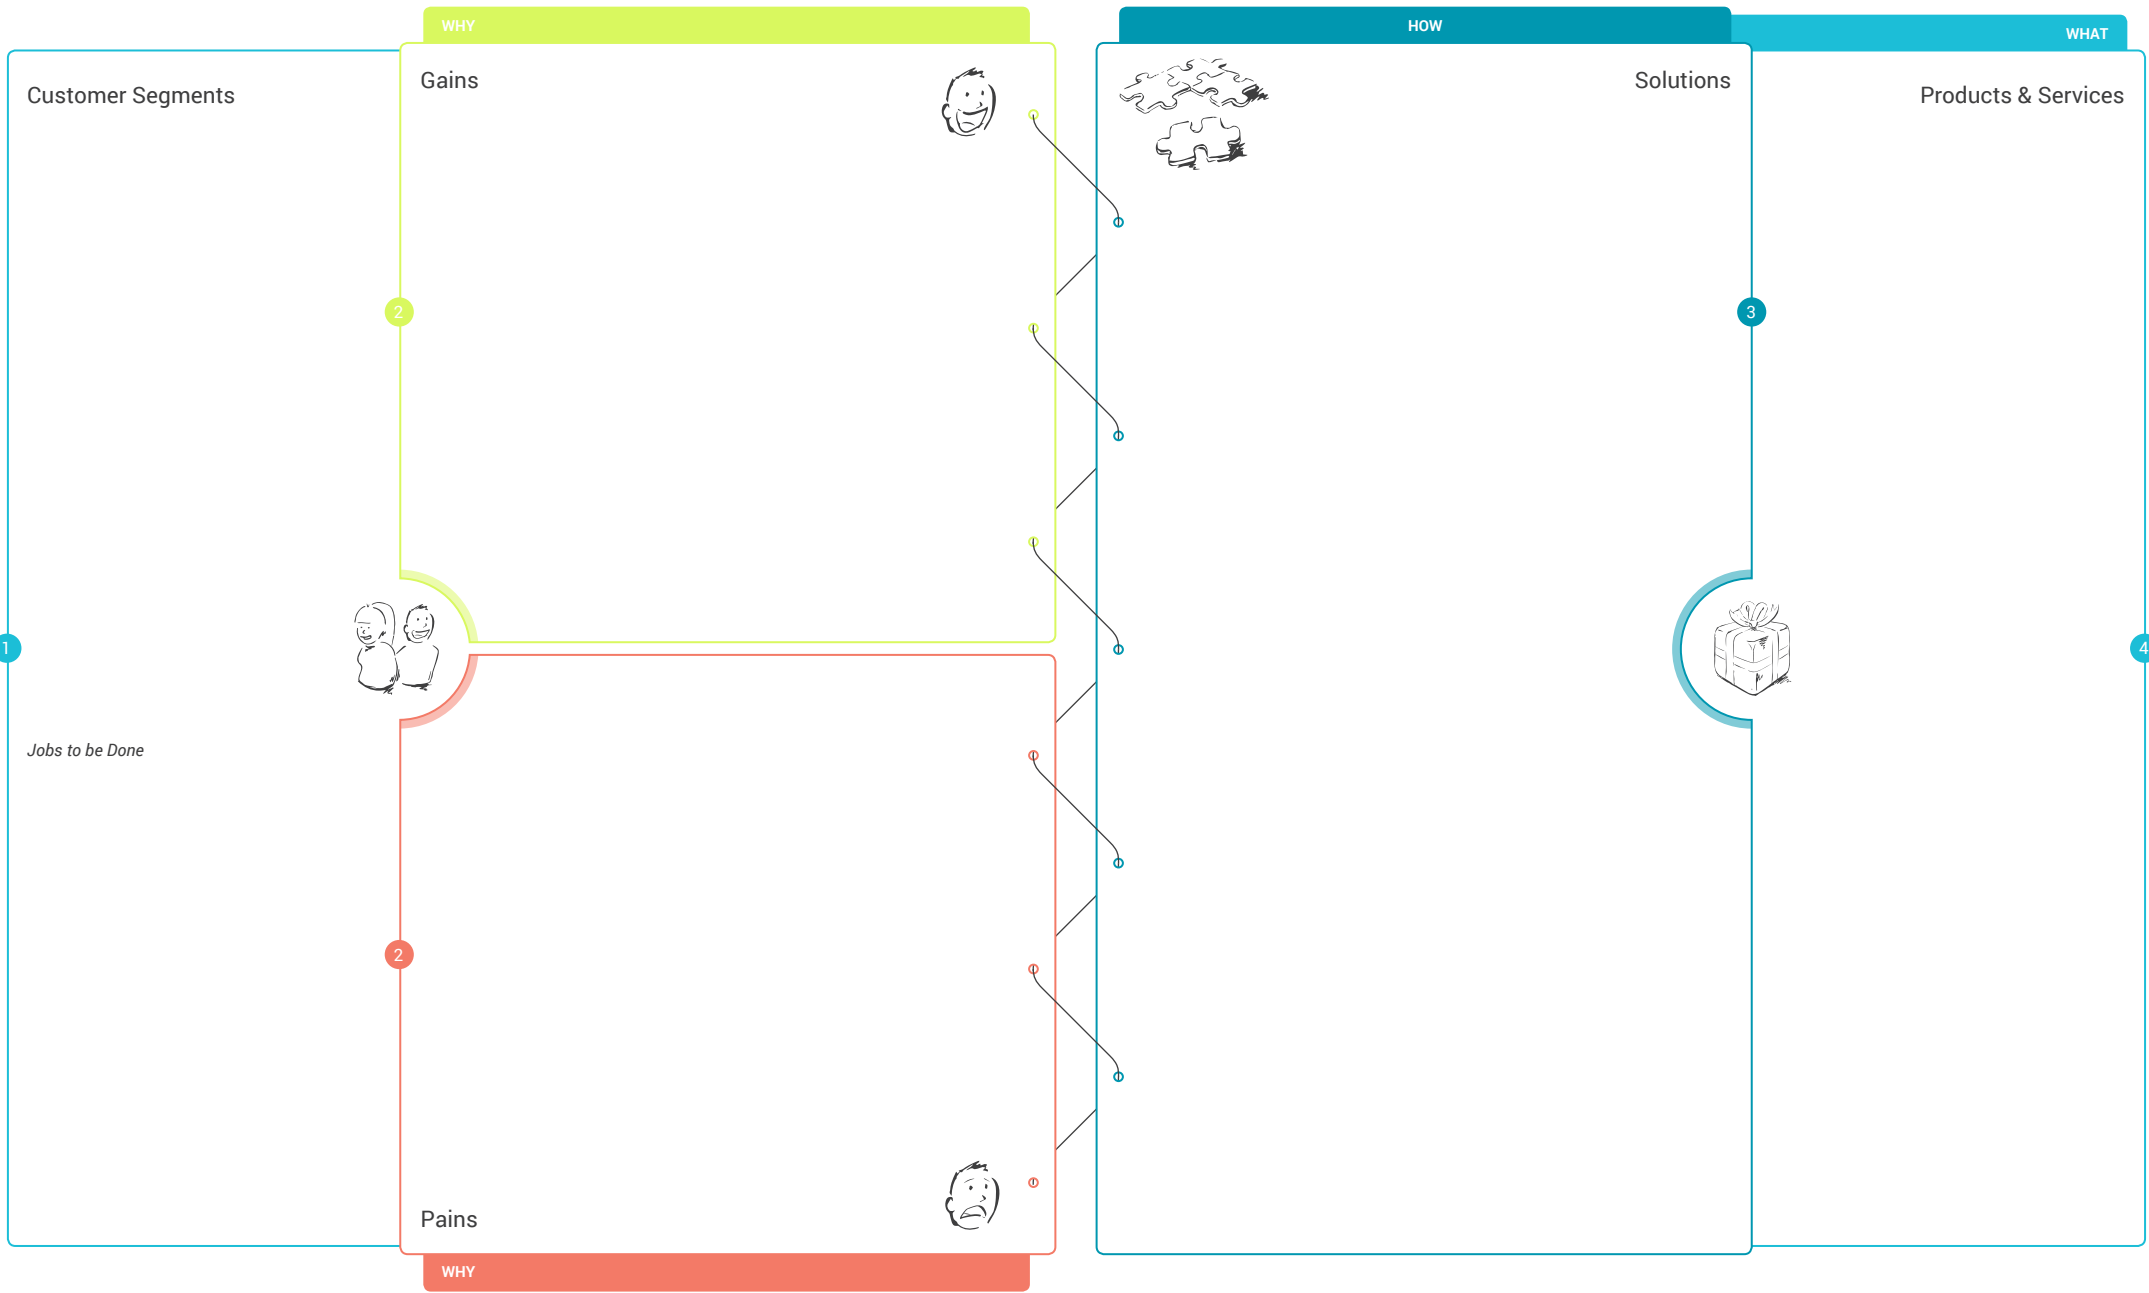 WHY
HOW
WHAT
Customer Segments
Gains
Solutions
Products & Services
2
3
1
4
Jobs to be Done
2
Pains
WHY